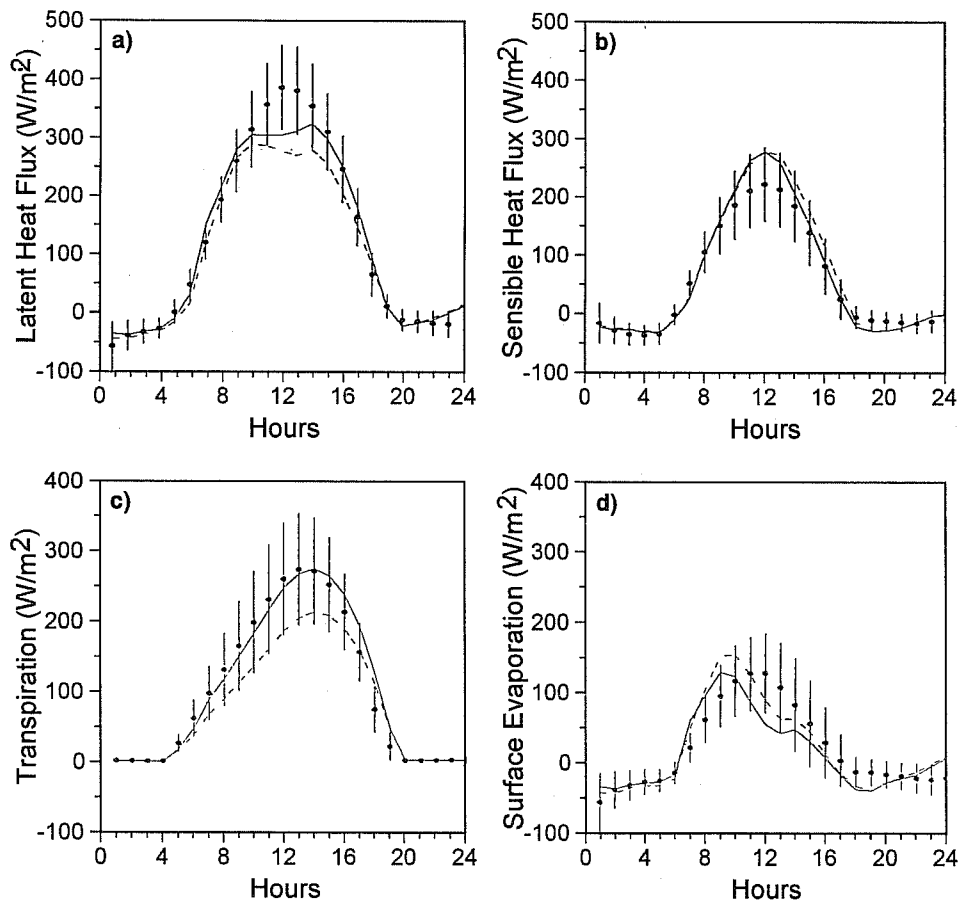 a)
Latent Heat Flux (W/m²)
500
400
300
200
100
0
-100
0 4 8 12 16 20 24
Hours
b)
Sensible Heat Flux (W/m²)
500
400
300
200
100
0
-100
0 4 8 12 16 20 24
Hours
c)
Transpiration (W/m²)
400
300
200
100
0
-100
0 4 8 12 16 20 24
Hours
d)
Surface Evaporation (W/m²)
400
300
200
100
0
-100
0 4 8 12 16 20 24
Hours